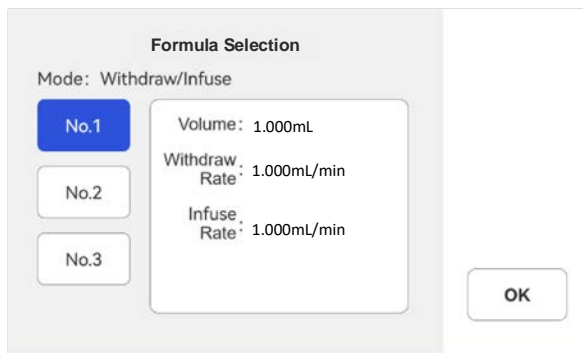 Formula Selection
Mode: Withdraw/Infuse
No.1
No.2
No.3
Volume: 1.000mL
Withdraw
Rate: 1.000mL/min
Infuse
Rate: 1.000mL/min
OK